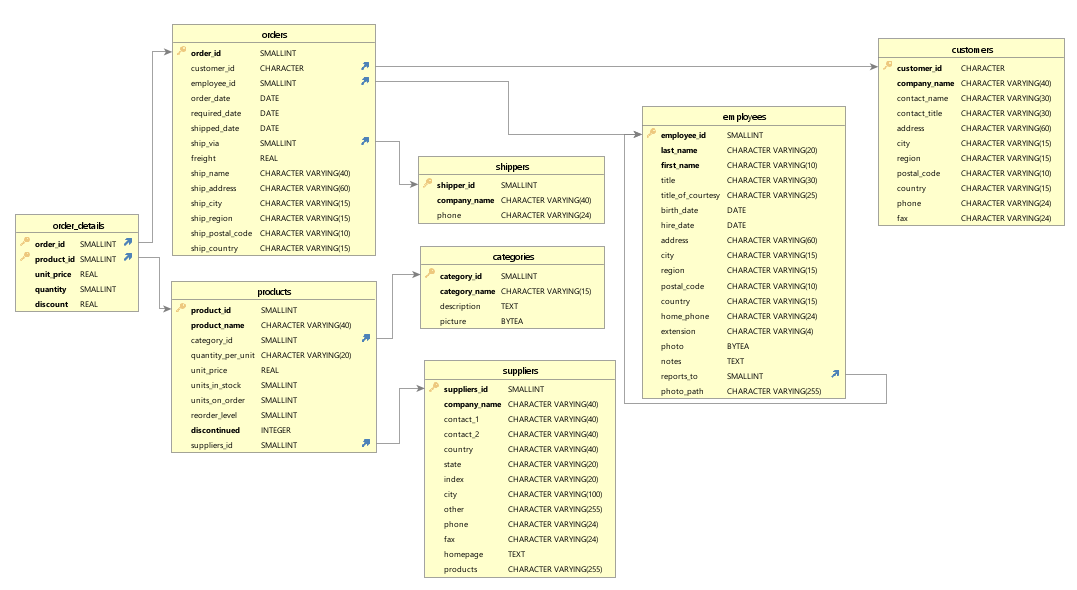 orders
order_id SMALLINT
customer_id CHARACTER
employee_id SMALLINT
order_date DATE
required_date DATE
shipped_date DATE
ship_via SMALLINT
freight REAL
ship_name CHARACTER VARYING(40)
ship_address CHARACTER VARYING(60)
ship_city CHARACTER VARYING(15)
ship_region CHARACTER VARYING(15)
ship_postal_code CHARACTER VARYING(10)
ship_country CHARACTER VARYING(15)
customers
customer_id CHARACTER
company_name CHARACTER VARYING(40)
contact_name CHARACTER VARYING(30)
contact_title CHARACTER VARYING(30)
address CHARACTER VARYING(60)
city CHARACTER VARYING(15)
region CHARACTER VARYING(15)
postal_code CHARACTER VARYING(10)
country CHARACTER VARYING(15)
phone CHARACTER VARYING(24)
fax CHARACTER VARYING(24)
employees
employee_id SMALLINT
last_name CHARACTER VARYING(20)
first_name CHARACTER VARYING(10)
title CHARACTER VARYING(30)
title_of_courtesy CHARACTER VARYING(25)
birth_date DATE
hire_date DATE
address CHARACTER VARYING(60)
city CHARACTER VARYING(15)
region CHARACTER VARYING(15)
postal_code CHARACTER VARYING(10)
country CHARACTER VARYING(15)
home_phone CHARACTER VARYING(24)
extension CHARACTER VARYING(4)
photo BYTEA
notes TEXT
reports_to SMALLINT
photo_path CHARACTER VARYING(255)
shippers
shipper_id SMALLINT
company_name CHARACTER VARYING(40)
phone CHARACTER VARYING(24)
order_details
order_id SMALLINT
product_id SMALLINT
unit_price REAL
quantity SMALLINT
discount REAL
categories
category_id SMALLINT
category_name CHARACTER VARYING(15)
description TEXT
picture BYTEA
products
product_id SMALLINT
product_name CHARACTER VARYING(40)
category_id SMALLINT
quantity_per_unit CHARACTER VARYING(20)
unit_price REAL
units_in_stock SMALLINT
units_on_order SMALLINT
reorder_level SMALLINT
discontinued INTEGER
suppliers_id SMALLINT
suppliers
suppliers_id SMALLINT
company_name CHARACTER VARYING(40)
contact_1 CHARACTER VARYING(40)
contact_2 CHARACTER VARYING(40)
country CHARACTER VARYING(40)
state CHARACTER VARYING(20)
index CHARACTER VARYING(20)
city CHARACTER VARYING(100)
other CHARACTER VARYING(255)
phone CHARACTER VARYING(24)
fax CHARACTER VARYING(24)
homepage TEXT
products CHARACTER VARYING(255)